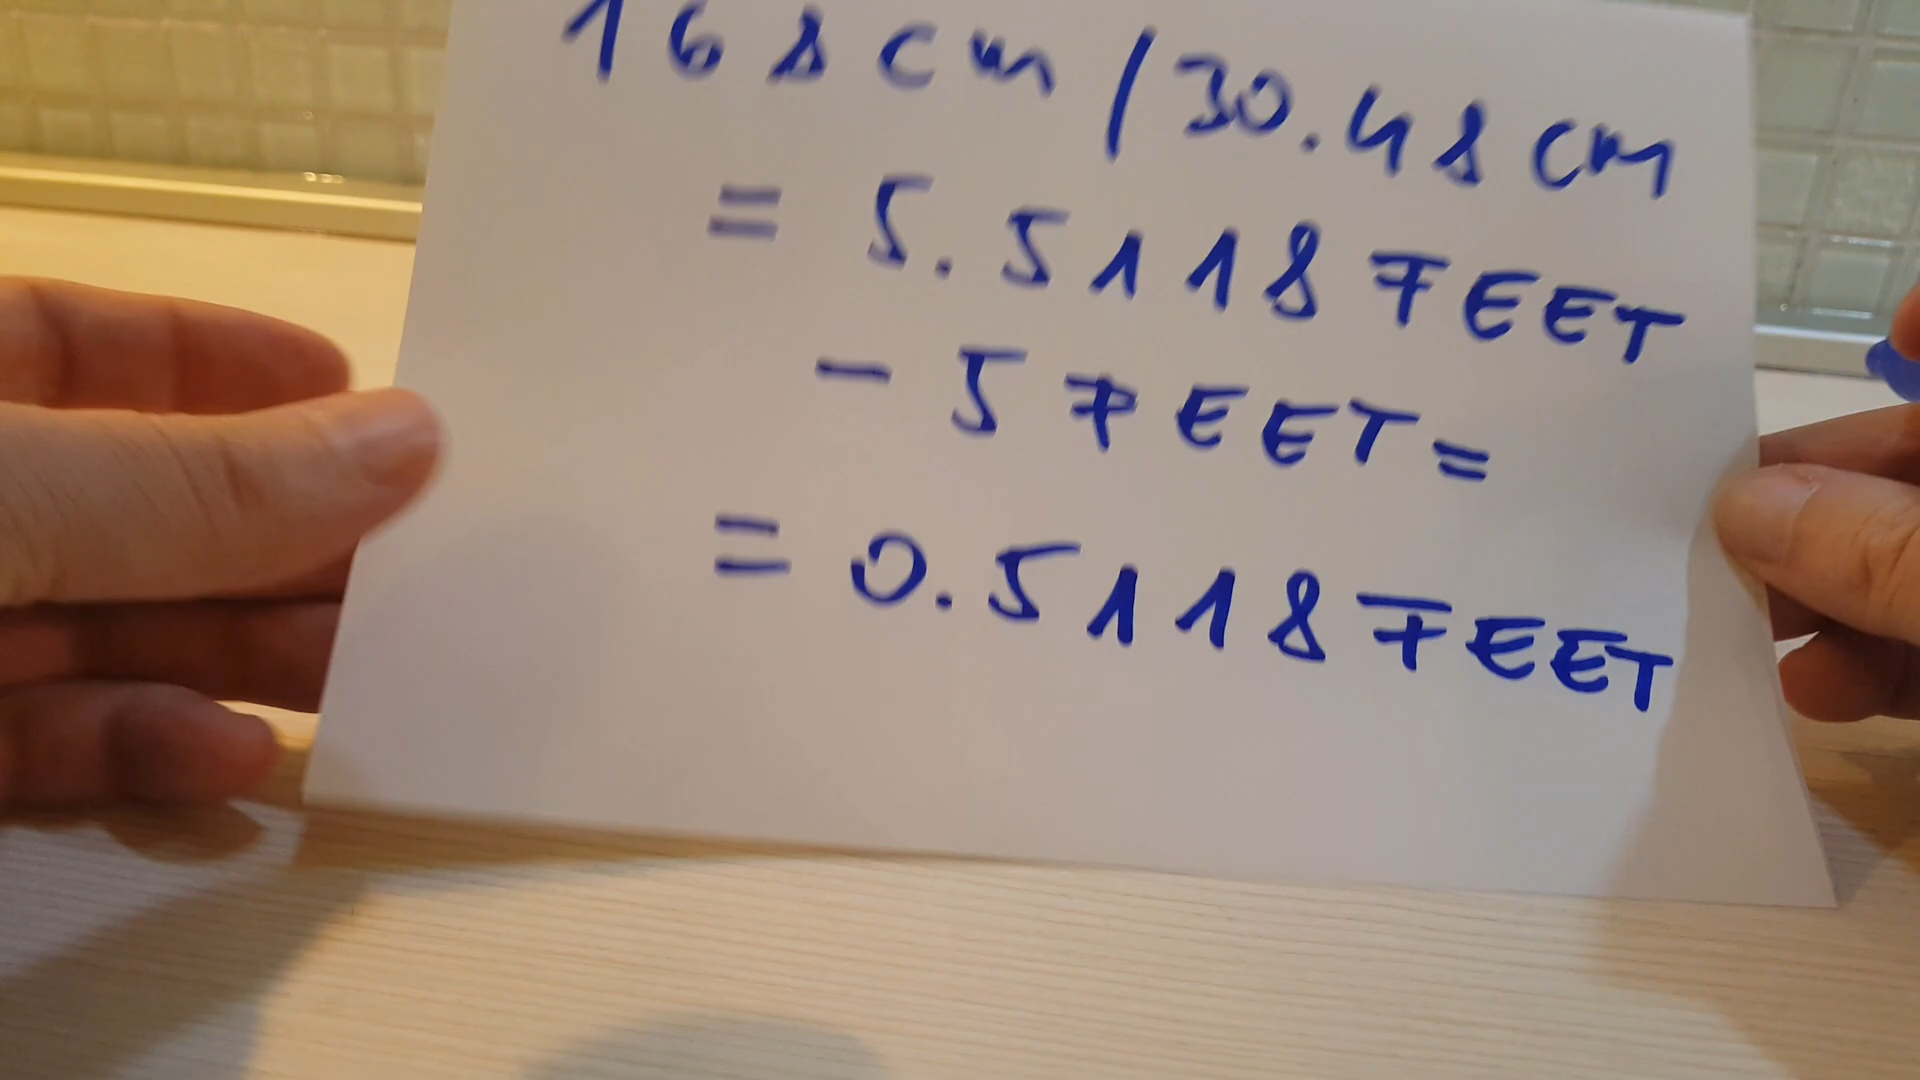 168cm/30.48cm
= 5.5118 FEET
- 5 FEET =
= 0.5118 FEET